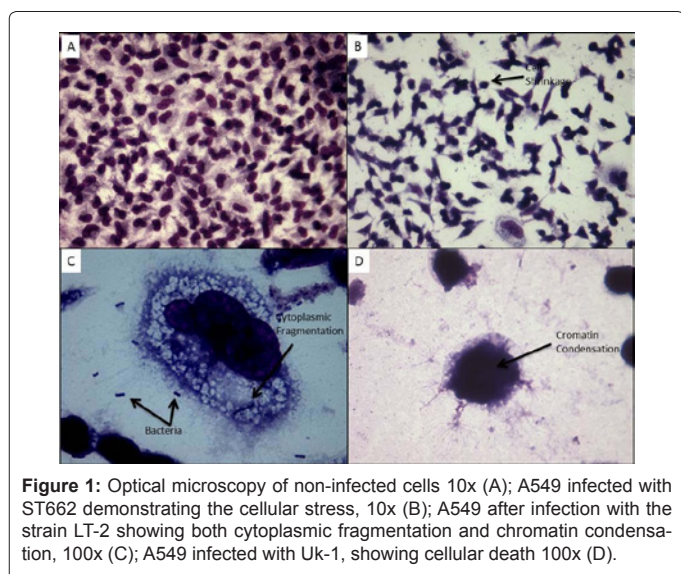 A
B
Cell
Shrinkage
C
Cytoplasmic
Fragmentation
Bacteria
D
Cromatin
Condensation
Figure 1: Optical microscopy of non-infected cells 10x (A); A549 infected with
ST662 demonstrating the cellular stress, 10x (B); A549 after infection with the
strain LT-2 showing both cytoplasmic fragmentation and chromatin condensa-
tion, 100x (C); A549 infected with Uk-1, showing cellular death 100x (D).